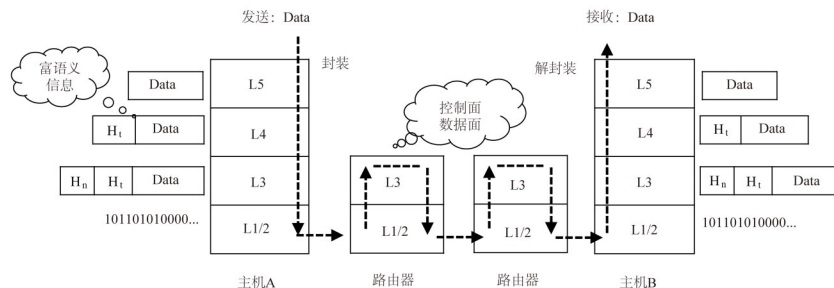 发送：Data
接收：Data
富语义
信息
封装
解封装
控制面
数据面
Data
L5
L5
Data
Ht
Data
L4
L4
Ht
Data
Hn
Ht
Data
L3
L3
L3
L3
Hn
Ht
Data
101101010000...
L1/2
L1/2
L1/2
L1/2
101101010000...
主机A
路由器
路由器
主机B